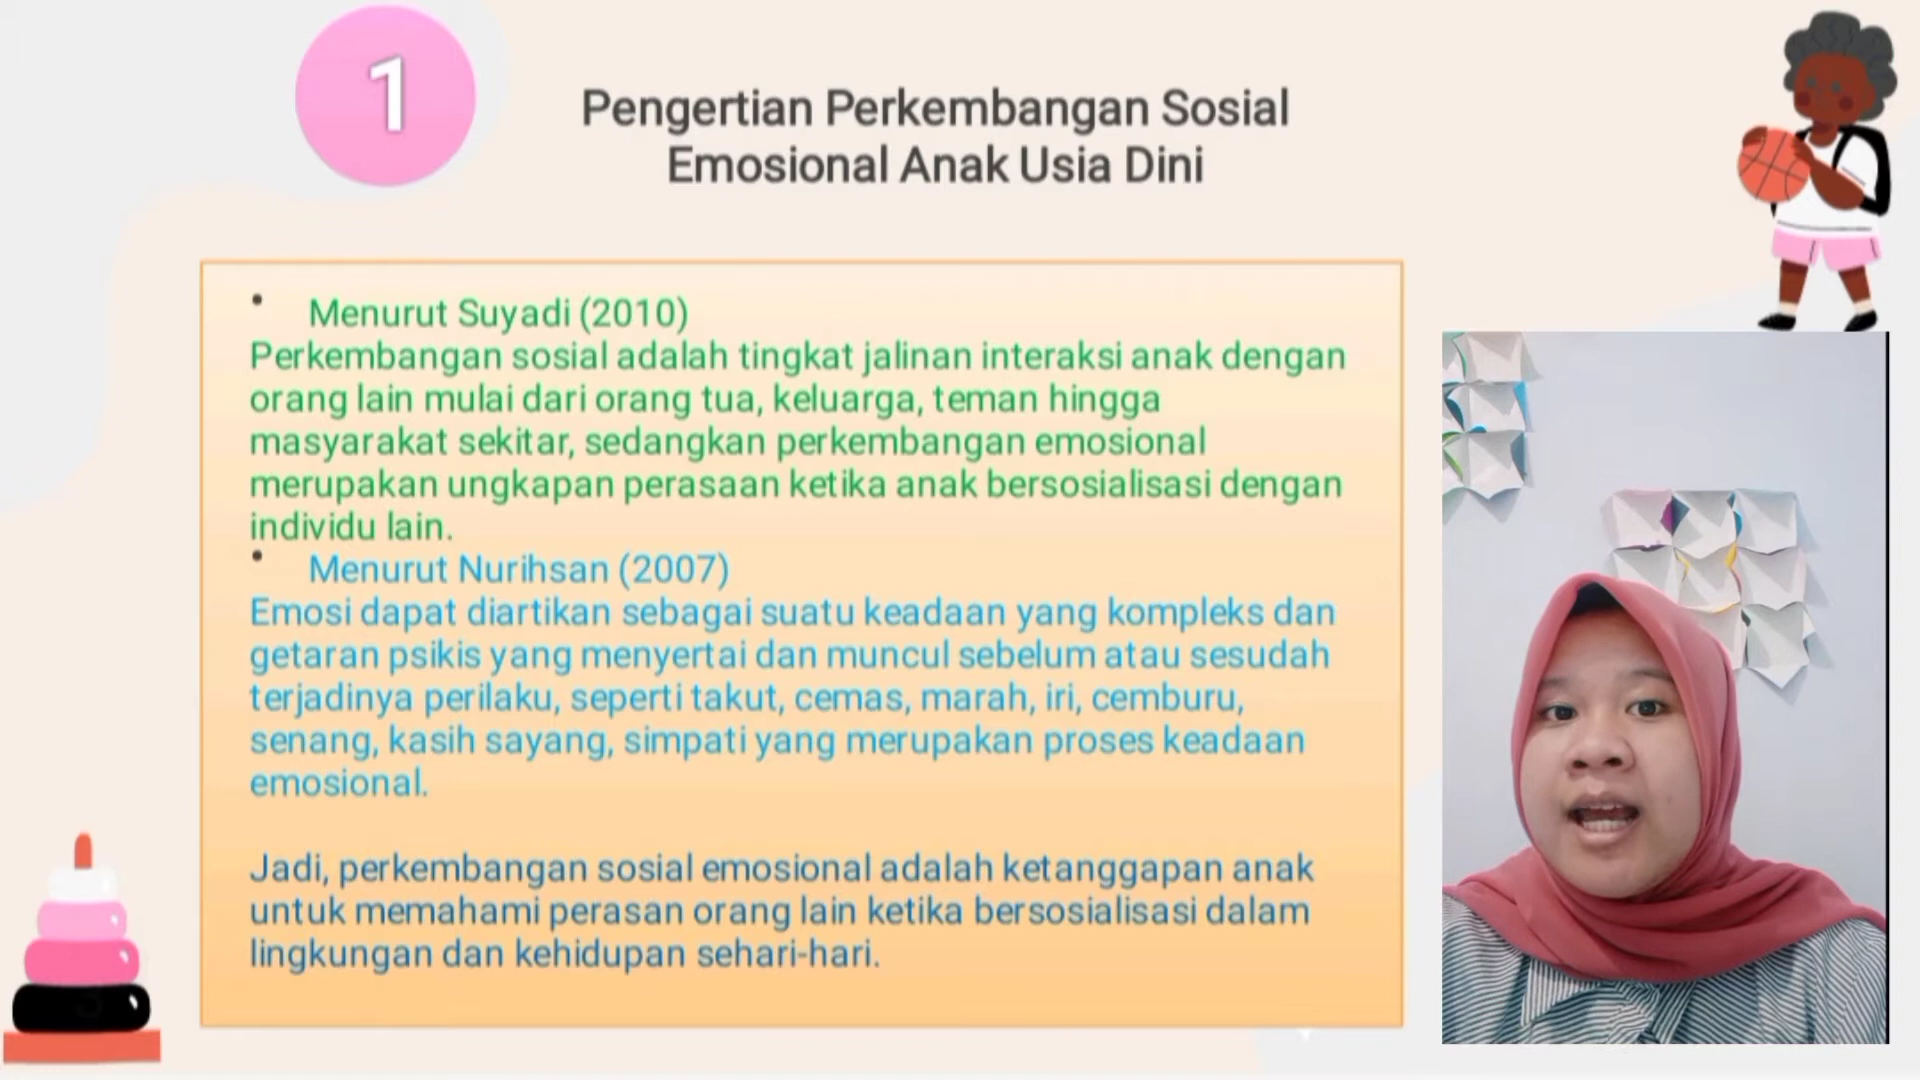 1
Pengertian Perkembangan Sosial
Emosional Anak Usia Dini
• Menurut Suyadi (2010)
Perkembangan sosial adalah tingkat jalinan interaksi anak dengan
orang lain mulai dari orang tua, keluarga, teman hingga
masyarakat sekitar, sedangkan perkembangan emosional
merupakan ungkapan perasaan ketika anak bersosialisasi dengan
individu lain.
• Menurut Nurihsan (2007)
Emosi dapat diartikan sebagai suatu keadaan yang kompleks dan
getaran psikis yang menyertai dan muncul sebelum atau sesudah
terjadinya perilaku, seperti takut, cemas, marah, iri, cemburu,
senang, kasih sayang, simpati yang merupakan proses keadaan
emosional.
Jadi, perkembangan sosial emosional adalah ketanggapan anak
untuk memahami perasan orang lain ketika bersosialisasi dalam
lingkungan dan kehidupan sehari-hari.